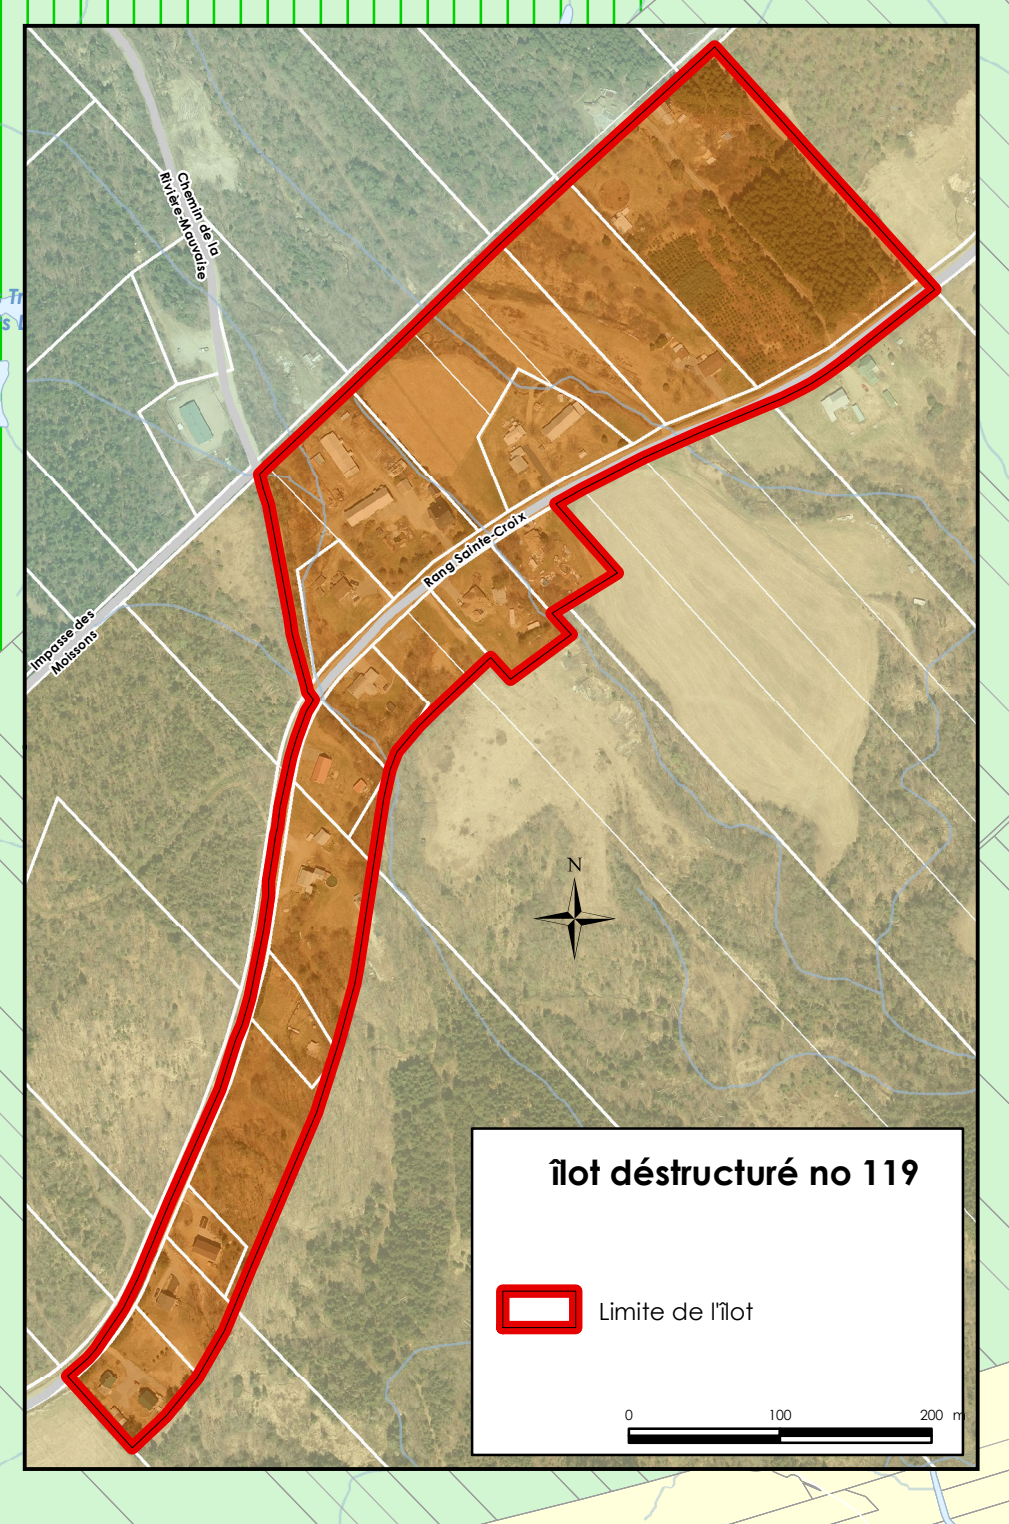 Chemin de la
Rivière-Mauvaise
Tr
s L
Rang Sainte-Croix
Impasse des
Moissons
N
îlot déstructuré no 119
Limite de l'îlot
0 100 200 m